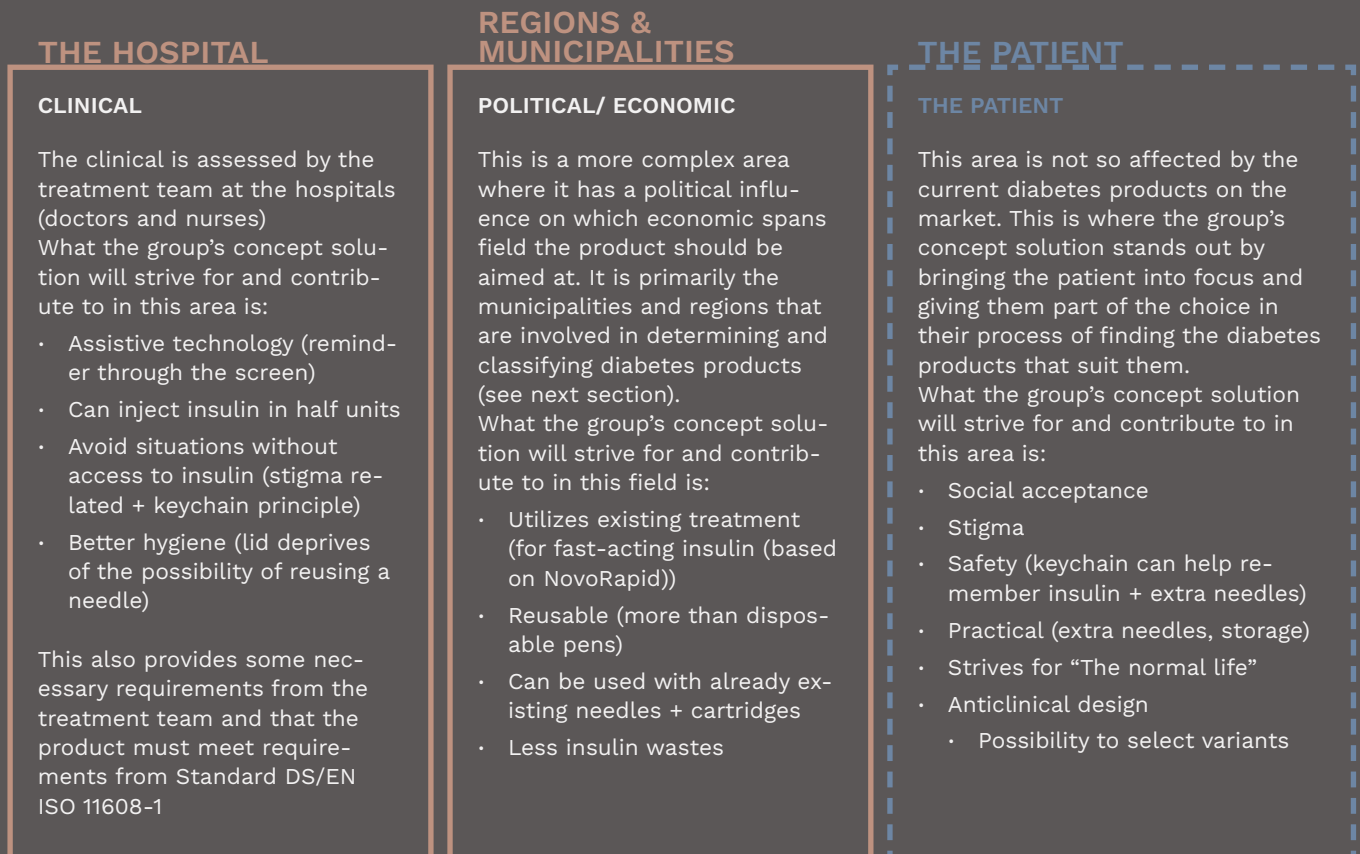 THE HOSPITAL
CLINICAL
The clinical is assessed by the
treatment team at the hospitals
(doctors and nurses)
What the group's concept solu-
tion will strive for and contrib-
ute to in this area is:
· Assistive technology (remind-
er through the screen)
· Can inject insulin in half units
· Avoid situations without
access to insulin (stigma re-
lated + keychain principle)
· Better hygiene (lid deprives
of the possibility of reusing a
needle)
This also provides some nec-
essary requirements from the
treatment team and that the
product must meet require-
ments from Standard DS/EN
ISO 11608-1
REGIONS &
MUNICIPALITIES
POLITICAL/ ECONOMIC
This is a more complex area
where it has a political influ-
ence on which economic spans
field the product should be
aimed at. It is primarily the
municipalities and regions that
are involved in determining and
classifying diabetes products
(see next section).
What the group's concept solu-
tion will strive for and contrib-
ute to in this field is:
· Utilizes existing treatment
(for fast-acting insulin (based
on NovoRapid))
· Reusable (more than dispos-
able pens)
· Can be used with already ex-
isting needles + cartridges
· Less insulin wastes
THE PATIENT
THE PATIENT
This area is not so affected by the
current diabetes products on the
market. This is where the group's
concept solution stands out by
bringing the patient into focus and
giving them part of the choice in
their process of finding the diabetes
products that suit them.
What the group's concept solution
will strive for and contribute to in
this area is:
· Social acceptance
· Stigma
· Safety (keychain can help re-
member insulin + extra needles)
· Practical (extra needles, storage)
· Strives for “The normal life”
· Anticlinical design
· Possibility to select variants